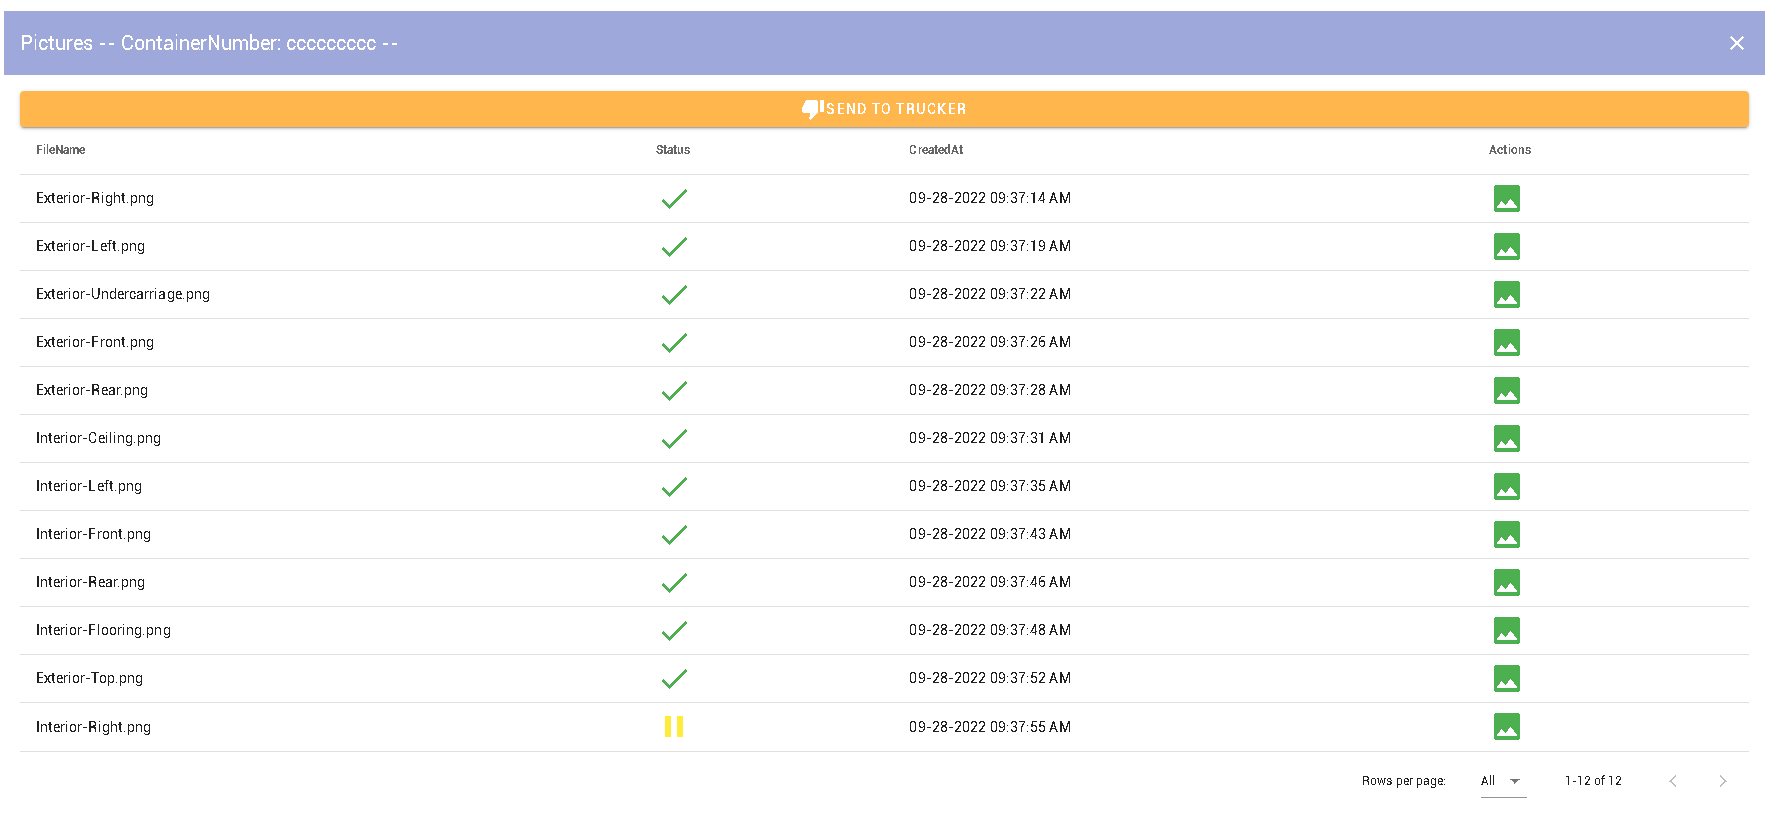 Pictures -- ContainerNumber: cccccccccc --
SEND TO TRUCKER
FileName Status CreatedAt Actions
Exterior-Right.png 09-28-2022 09:37:14 AM
Exterior-Left.png 09-28-2022 09:37:19 AM
Exterior-Undercarriage.png 09-28-2022 09:37:22 AM
Exterior-Front.png 09-28-2022 09:37:26 AM
Exterior-Rear.png 09-28-2022 09:37:28 AM
Interior-Ceiling.png 09-28-2022 09:37:31 AM
Interior-Left.png 09-28-2022 09:37:35 AM
Interior-Front.png 09-28-2022 09:37:43 AM
Interior-Rear.png 09-28-2022 09:37:46 AM
Interior-Flooring.png 09-28-2022 09:37:48 AM
Exterior-Top.png 09-28-2022 09:37:52 AM
Interior-Right.png 09-28-2022 09:37:55 AM
Rows per page: All 1-12 of 12